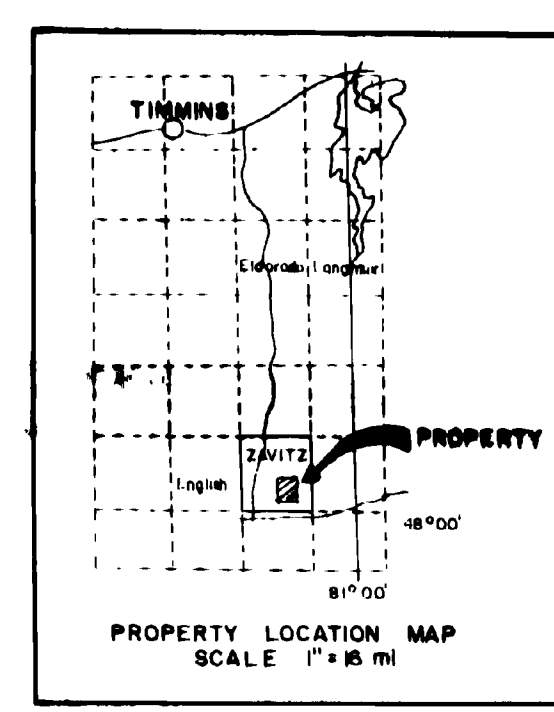 TIMMINS
Eldorado Langmuir
PROPERTY
ZAVITZ
English
48°00'
81°00'
PROPERTY LOCATION MAP
SCALE 1" = 16 mi